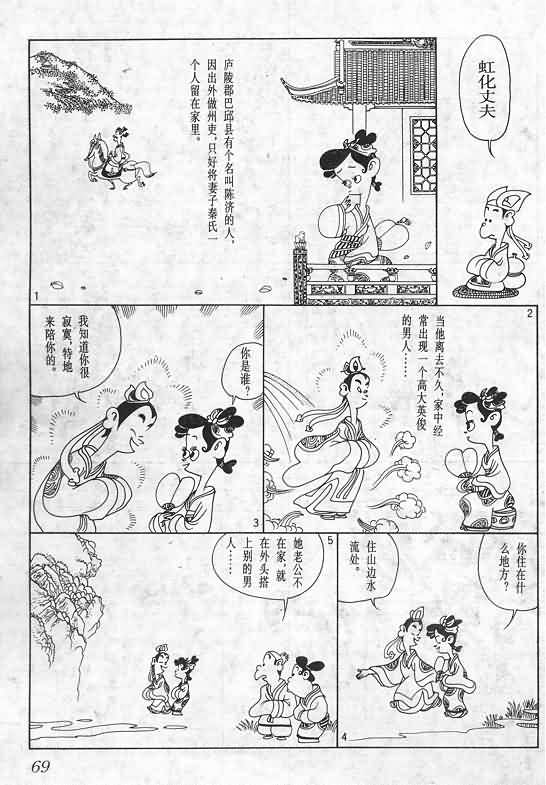 虹化丈夫
庐陵郡巴邱县有个名叫陈济的人，
因出外做州吏，只好将妻子秦氏一
个人留在家里。
1
当他离去不久，家中经
常出现一个高大英俊
的男人……
2
你是谁？
我知道你很
寂寞，特地
来陪你的。
3
你住在什
么地方？
住山边水
流处。
4
她老公不
在家，就
在外头搭
上别的男
人……
5
69